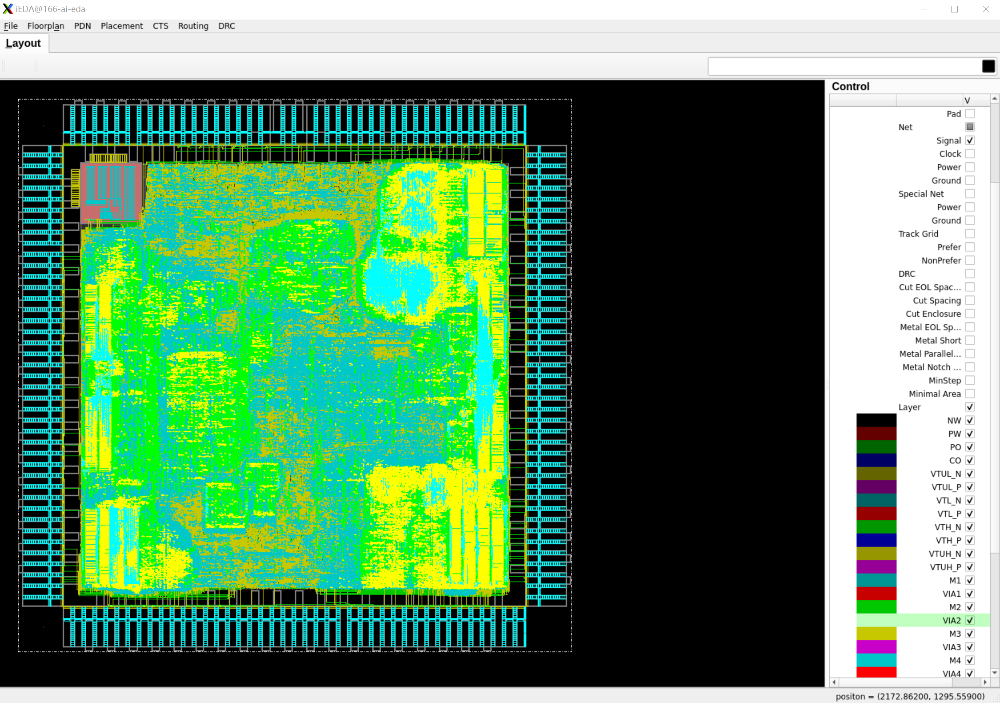 iEDA@166-ai-eda
File Floorplan PDN Placement CTS Routing DRC
Layout
Control
V
Pad
Net
Signal
Clock
Power
Ground
Special Net
Power
Ground
Track Grid
Prefer
NonPrefer
DRC
Cut EOL Spac...
Cut Spacing
Cut Enclosure
Metal EOL Sp...
Metal Short
Metal Parallel...
Metal Notch ...
MinStep
Minimal Area
Layer
NW
PW
PO
CO
VTUL_N
VTUL_P
VTL_N
VTL_P
VTH_N
VTH_P
VTUH_N
VTUH_P
M1
VIA1
M2
VIA2
M3
VIA3
M4
VIA4
positon = (2172.86200, 1295.55900)